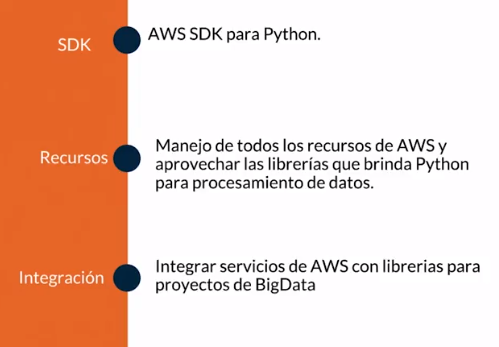 SDK
AWS SDK para Python.
Recursos
Manejo de todos los recursos de AWS y
aprovechar las librerías que brinda Python
para procesamiento de datos.
Integración
Integrar servicios de AWS con librerias para
proyectos de BigData